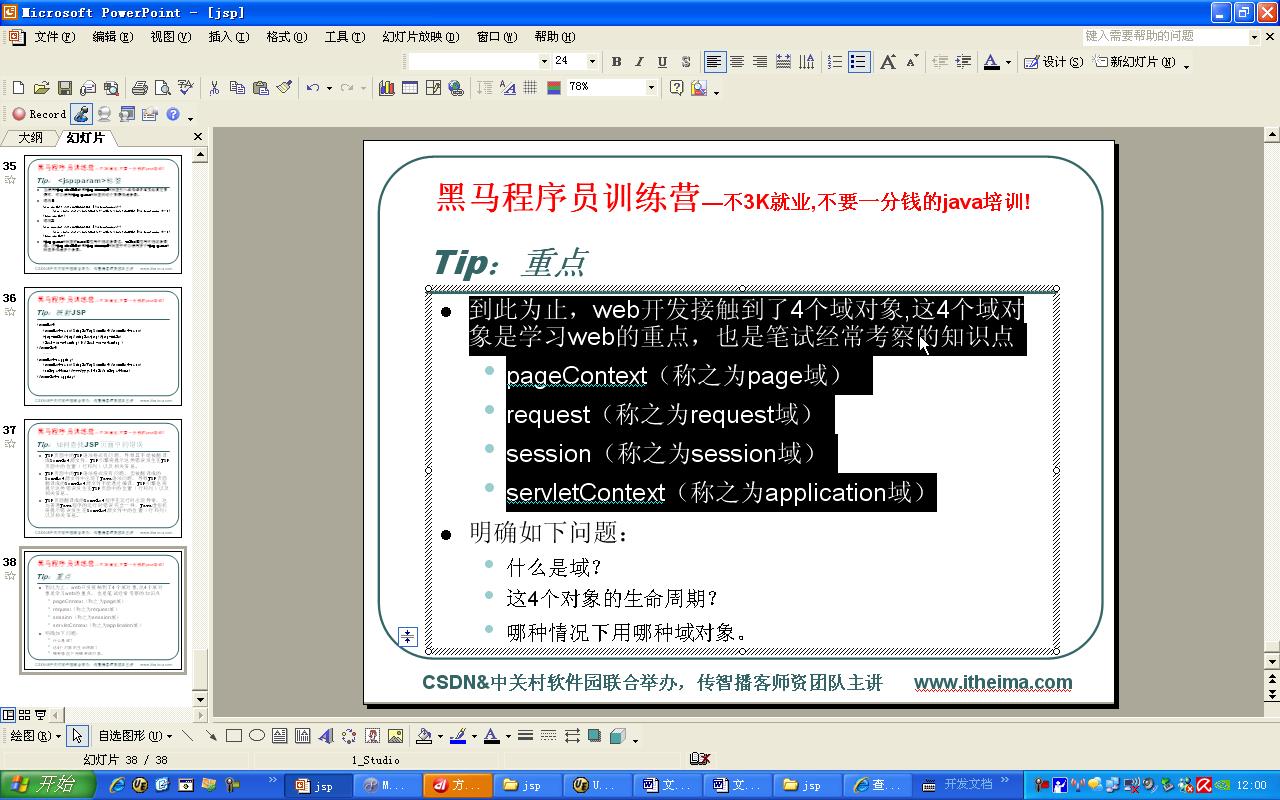 Microsoft PowerPoint - [jsp]
文件(F) 编辑(E) 视图(V) 插入(I) 格式(O) 工具(T) 幻灯片放映(D) 窗口(W) 帮助(H) 键入需要帮助的问题
24 B I U S 设计(S) 新幻灯片(N)
78%
Record
大纲 幻灯片
35
36
37
38
黑马程序员训练营—不3K就业,不要一分钱的java培训!
Tip：重点
到此为止，web开发接触到了4个域对象,这4个域对
象是学习web的重点，也是笔试经常考察的知识点
pageContext（称之为page域）
request（称之为request域）
session（称之为session域）
servletContext（称之为application域）
明确如下问题：
什么是域？
这4个对象的生命周期？
哪种情况下用哪种域对象。
CSDN&中关村软件园联合举办，传智播客师资团队主讲 www.itheima.com
绘图(R) 自选图形(U)
幻灯片 38 / 38 1_Studio
开始 jsp M... 方... jsp U... 文... 文... jsp 查... 开发文档 12:00